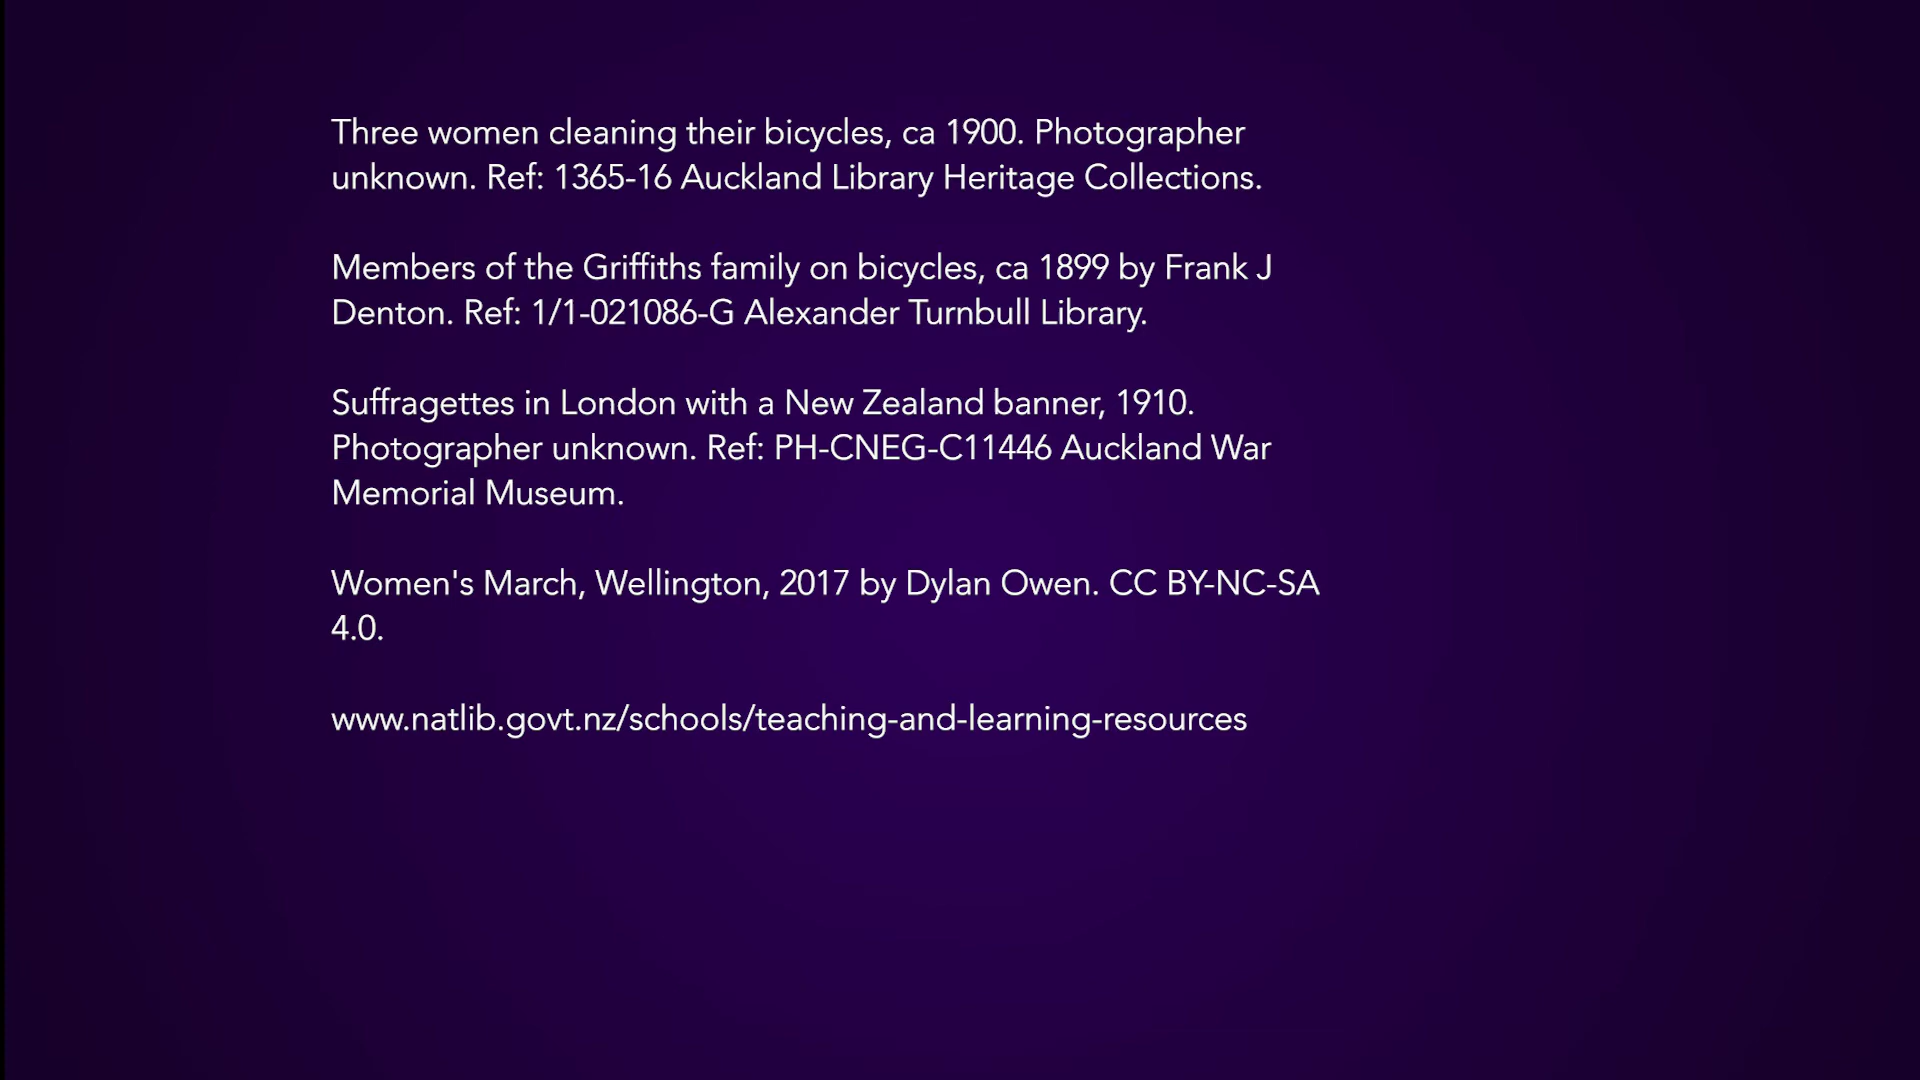 Three women cleaning their bicycles, ca 1900. Photographer
unknown. Ref: 1365-16 Auckland Library Heritage Collections.
Members of the Griffiths family on bicycles, ca 1899 by Frank J
Denton. Ref: 1/1-021086-G Alexander Turnbull Library.
Suffragettes in London with a New Zealand banner, 1910.
Photographer unknown. Ref: PH-CNEG-C11446 Auckland War
Memorial Museum.
Women's March, Wellington, 2017 by Dylan Owen. CC BY-NC-SA
4.0.
www.natlib.govt.nz/schools/teaching-and-learning-resources